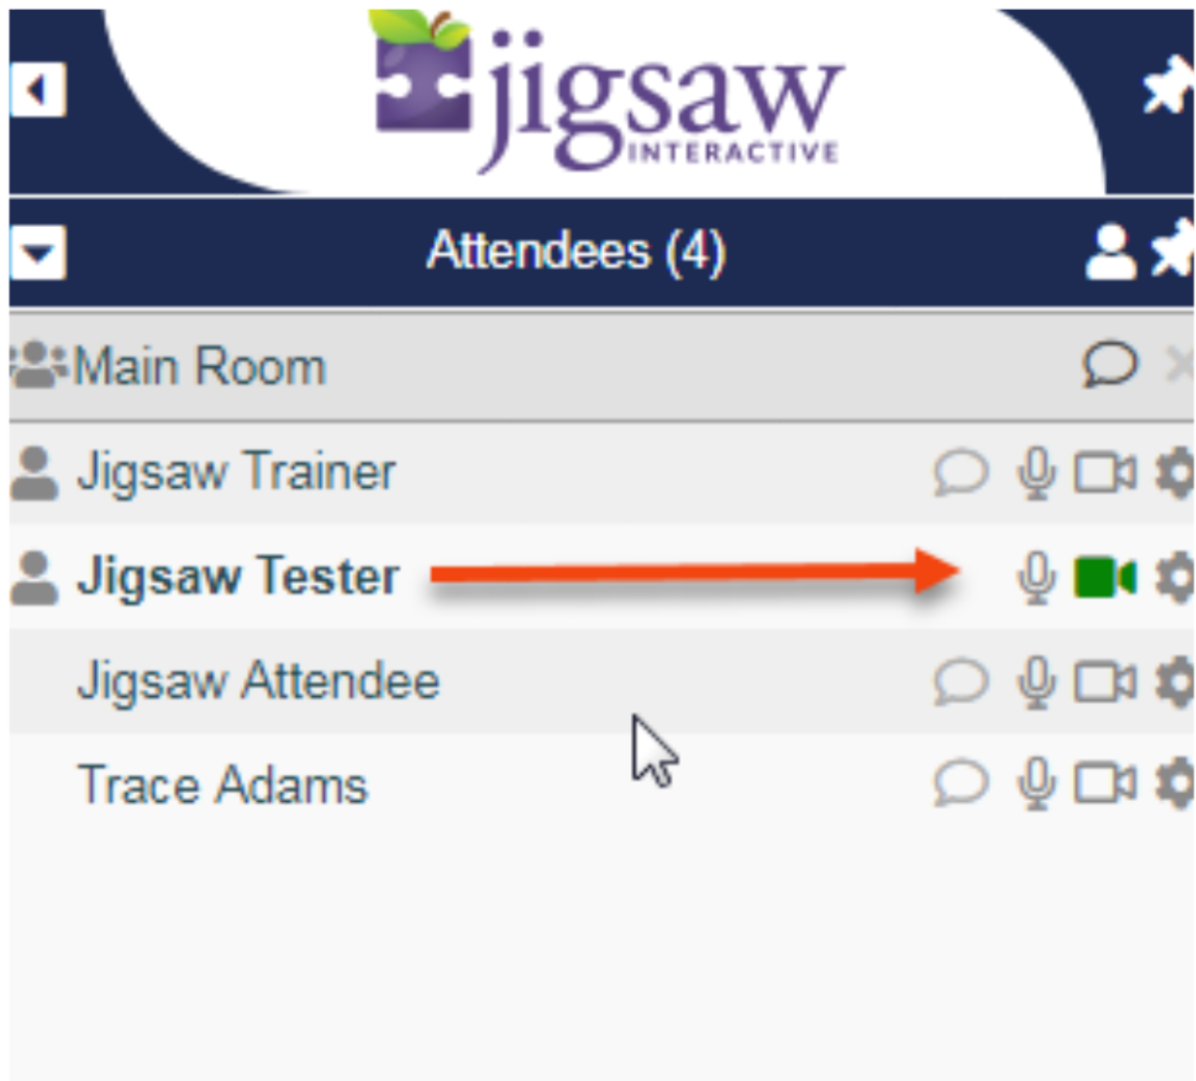 jigsaw
INTERACTIVE
Attendees (4)
Main Room
Jigsaw Trainer
Jigsaw Tester
Jigsaw Attendee
Trace Adams